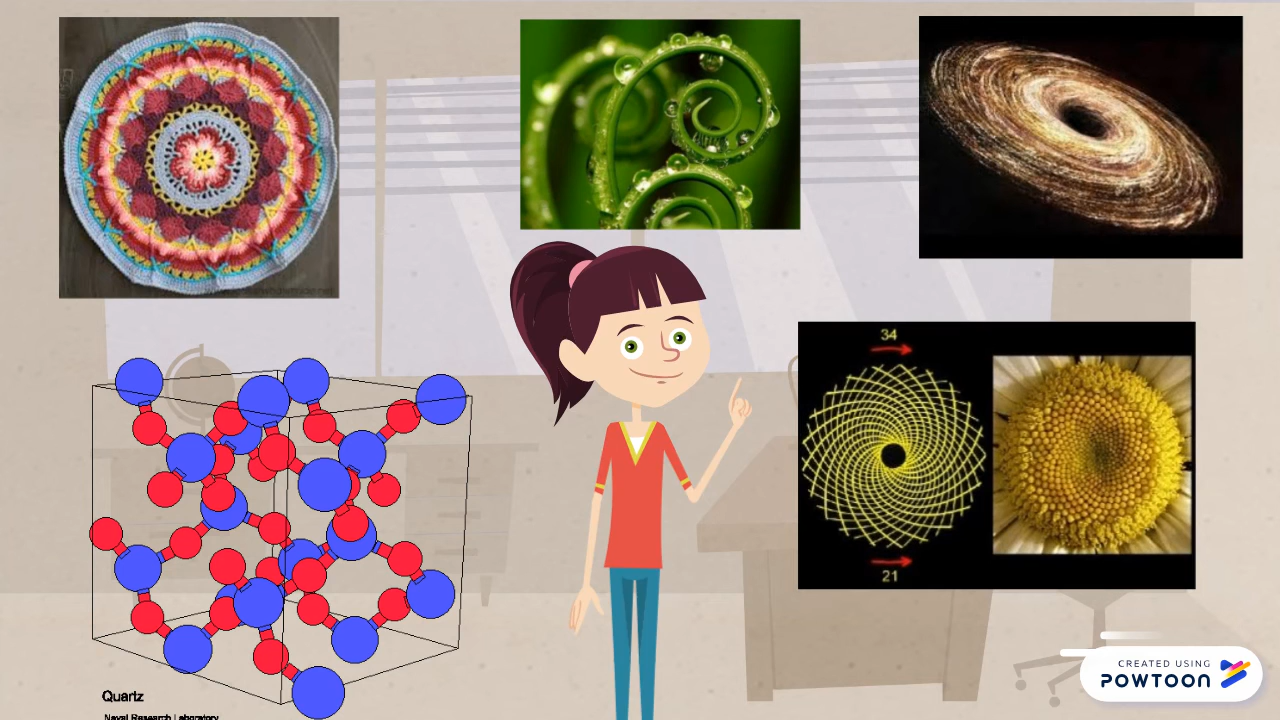 34
21
Quartz
Naval Research Laboratory
CREATED USING
POWTOON